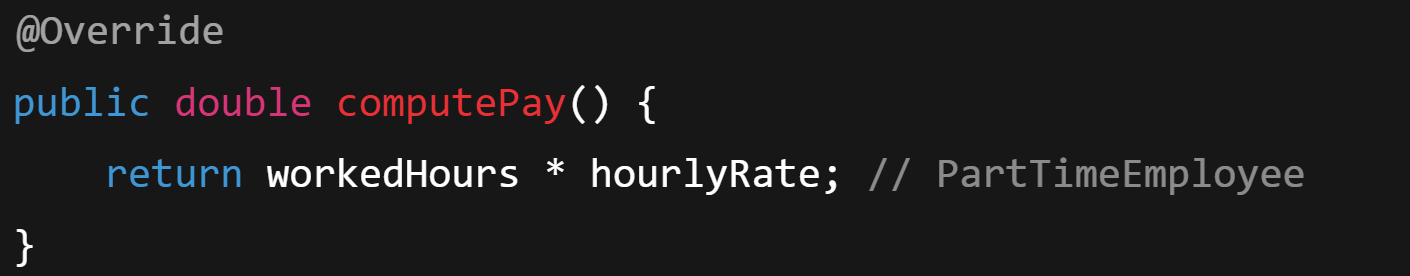 @Override
public double computePay() {
    return workedHours * hourlyRate; // PartTimeEmployee
}